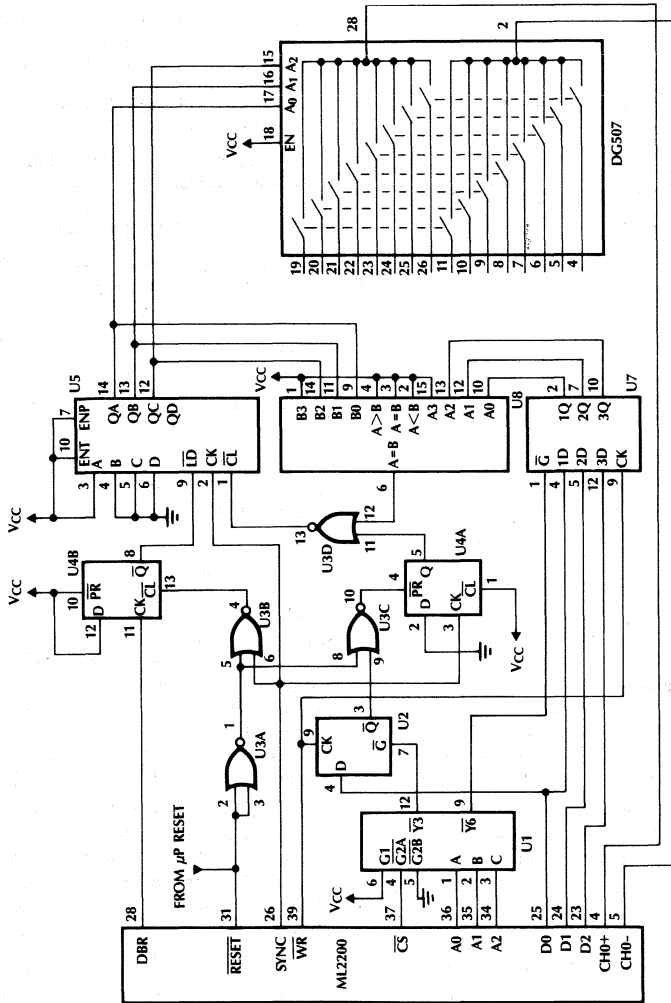 28
2
17
16
15
A0
A1
A2
VCC
18
EN
19
20
21
22
23
24
25
26
11
10
9
8
7
6
5
4
DG507
U5
VCC
10
7
ENT
ENP
3
A
4
B
5
C
6
D
9
LD
2
CK
1
CL
QA
14
QB
13
QC
12
QD
VCC
U4B
10
PR
12
D
11
CK
CL
Q
8
13
U3D
13
12
11
6
A=B
B3
1
B2
14
B1
11
B0
9
A>B
4
A=B
3
A<B
2
A3
15
A2
13
A1
12
A0
10
U8
VCC
U7
1
G
4
1D
5
2D
12
3D
9
CK
1Q
2
2Q
7
3Q
10
U4A
4
PR
2
D
3
CK
CL
Q
5
1
VCC
U3B
4
5
6
U3C
10
8
9
U3A
1
2
3
FROM µP RESET
U2
9
CK
4
D
Q
3
G
7
U1
VCC
6
G1
4
G2A
5
G2B
1
A
2
B
3
C
Y3
12
Y6
9
ML2200
DBR
28
RESET
31
SYNC
26
WR
39
CS
37
A0
36
A1
35
A2
34
D0
25
D1
24
D2
23
CH0+
4
CH0−
5